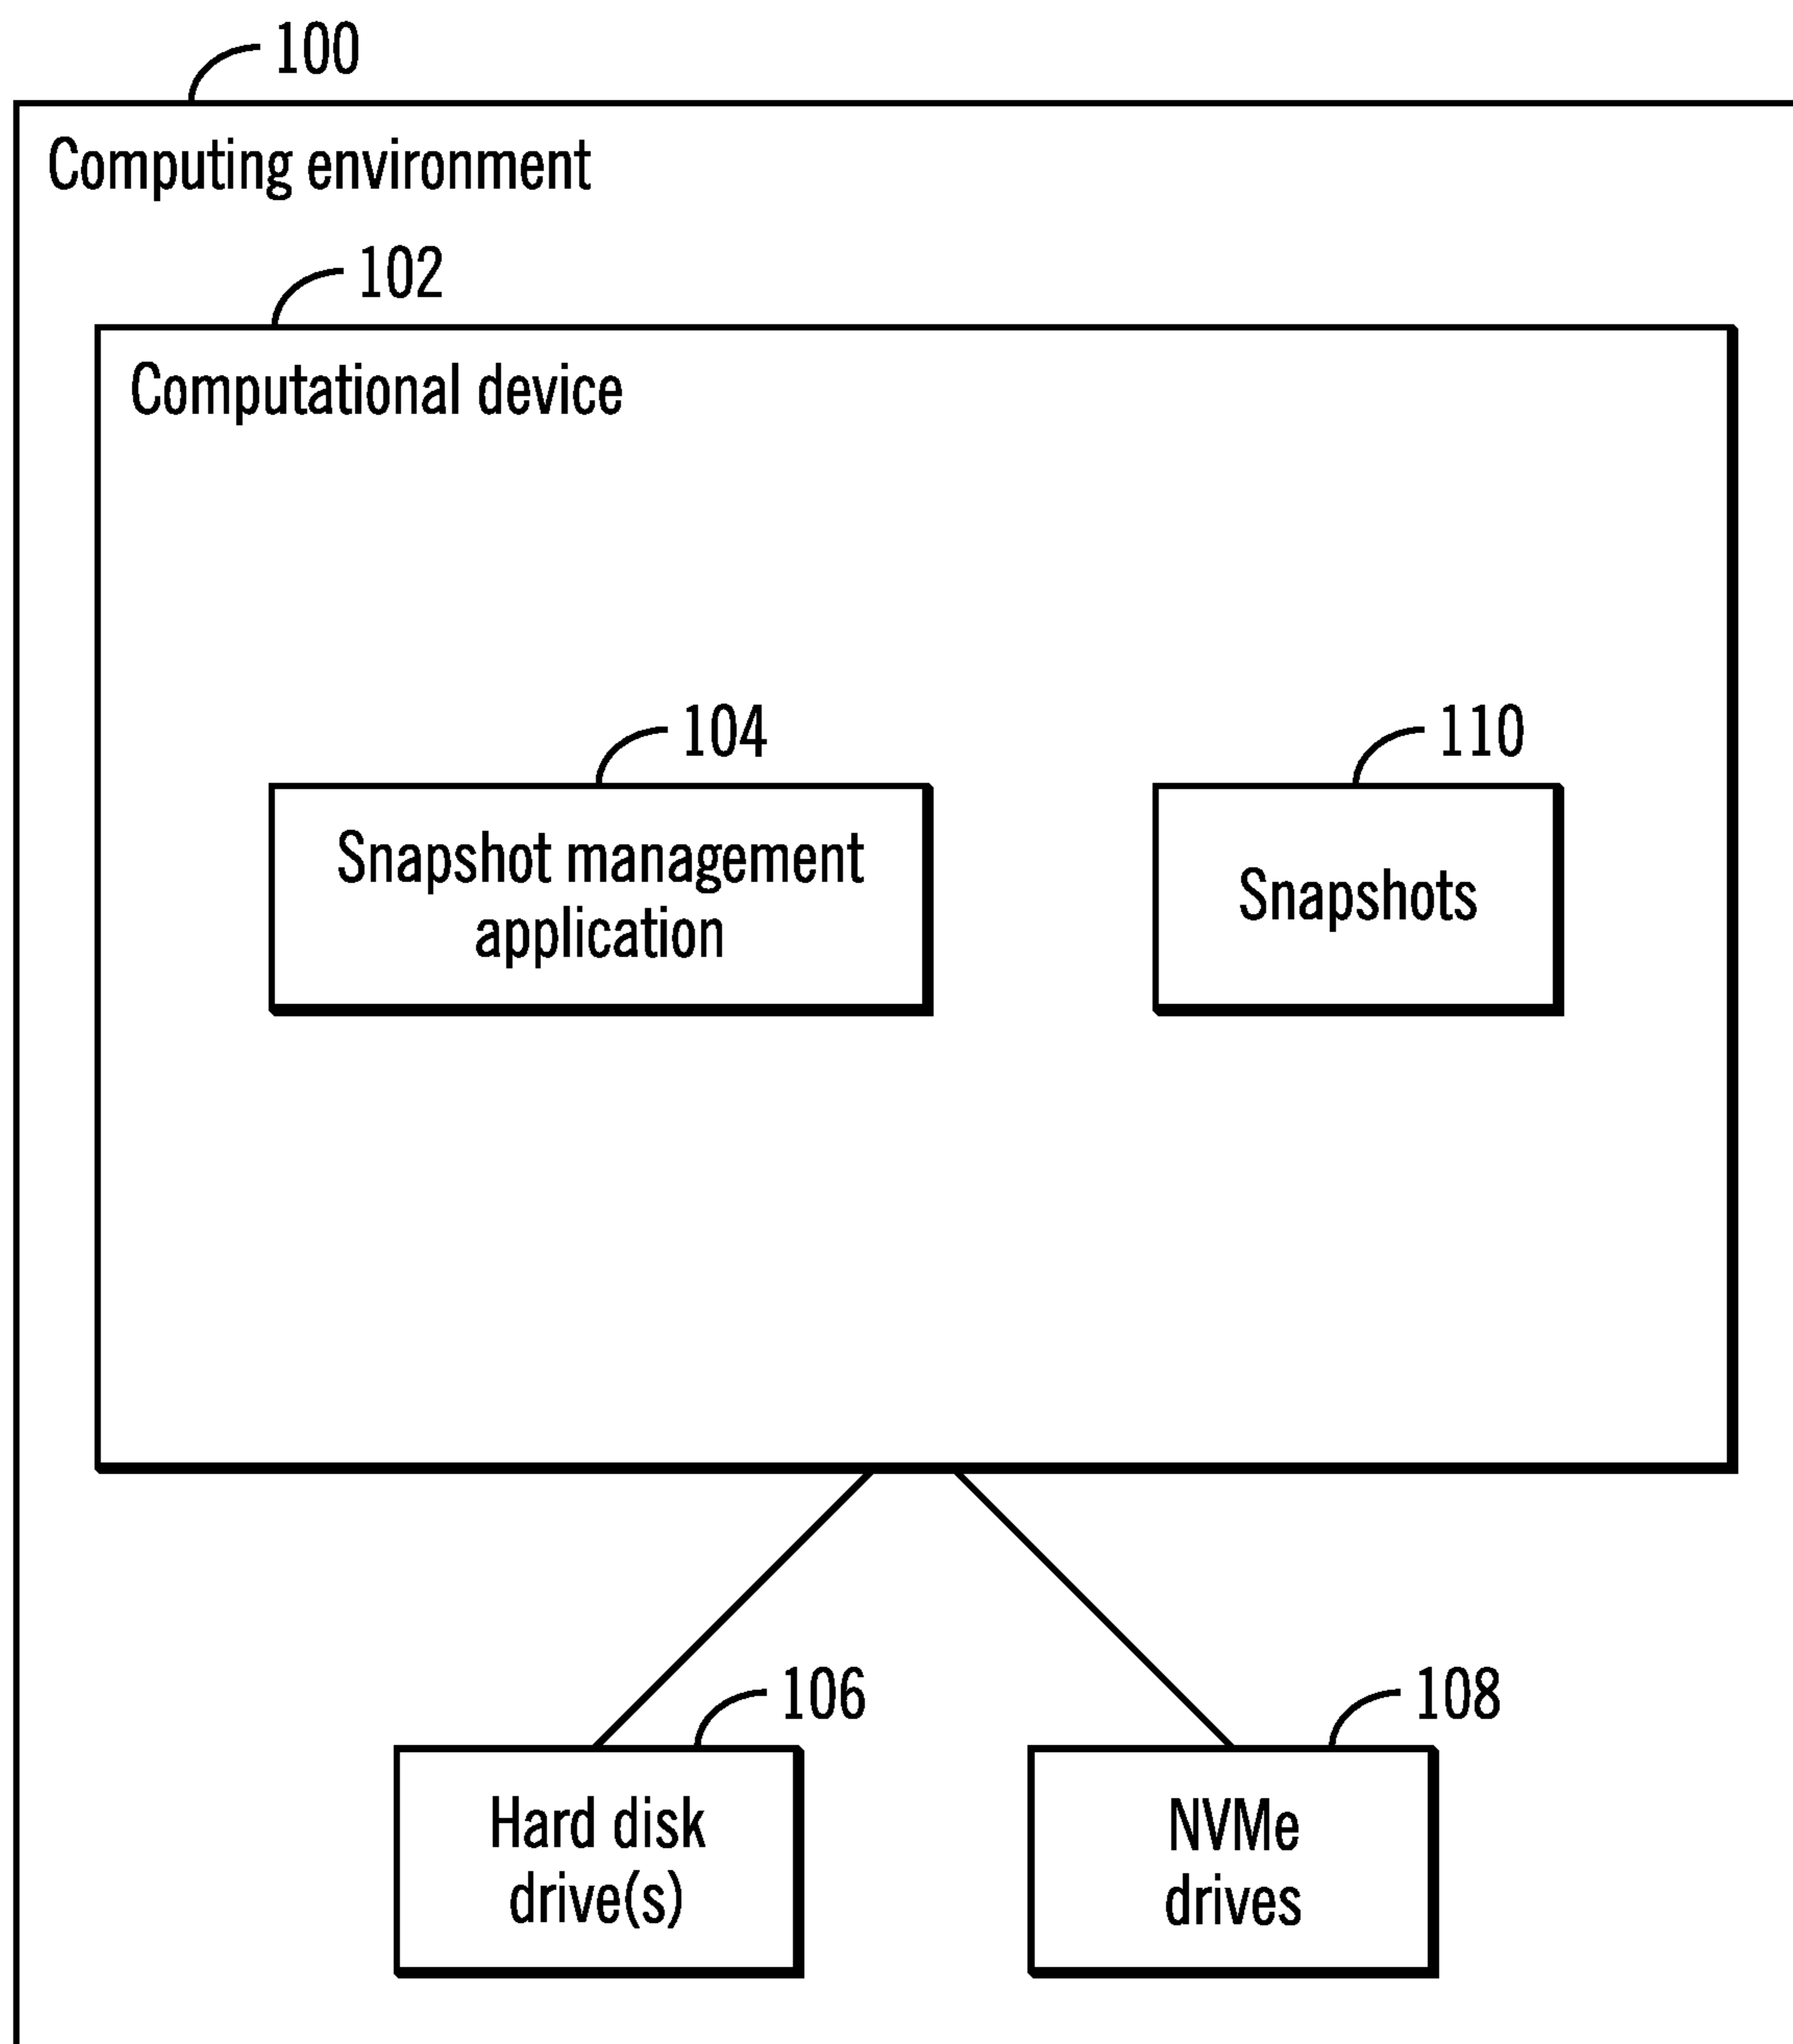 100
Computing environment
102
Computational device
104
110
Snapshot management
application
Snapshots
106
108
Hard disk
drive(s)
NVMe
drives